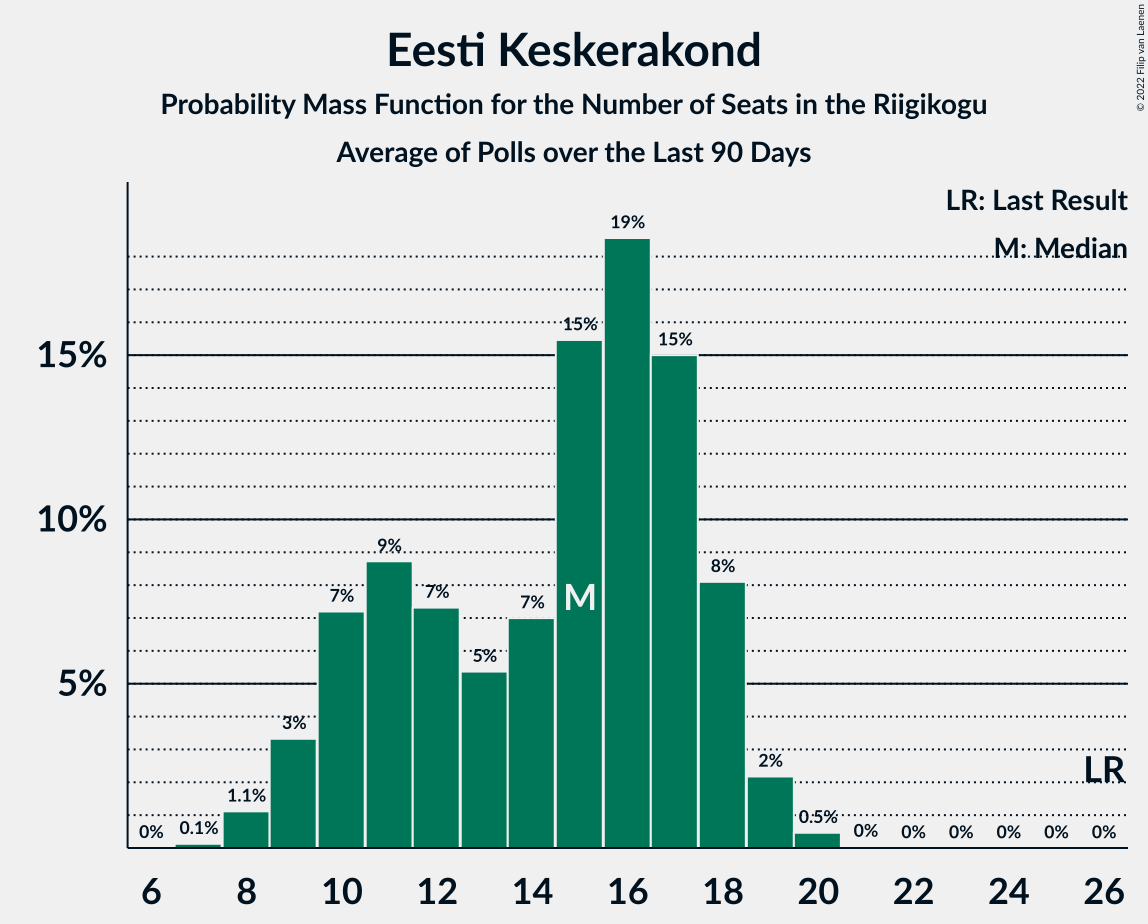 Eesti Keskerakond
Probability Mass Function for the Number of Seats in the Riigikogu
Average of Polls over the Last 90 Days
© 2022 Filip van Laenen
LR: Last Result
M: Median
15%
10%
5%
0%
0.1%
1.1%
3%
7%
9%
7%
5%
7%
15%
19%
15%
8%
2%
0.5%
0%
0%
0%
0%
0%
0%
M
LR
6 8 10 12 14 16 18 20 22 24 26